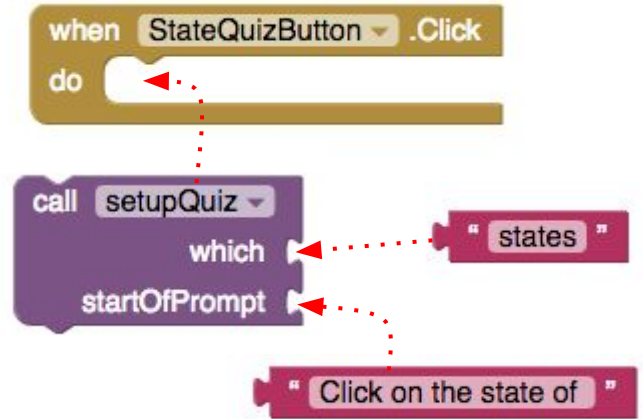 when StateQuizButton .Click
do
call setupQuiz
which
" states "
startOfPrompt
" Click on the state of "